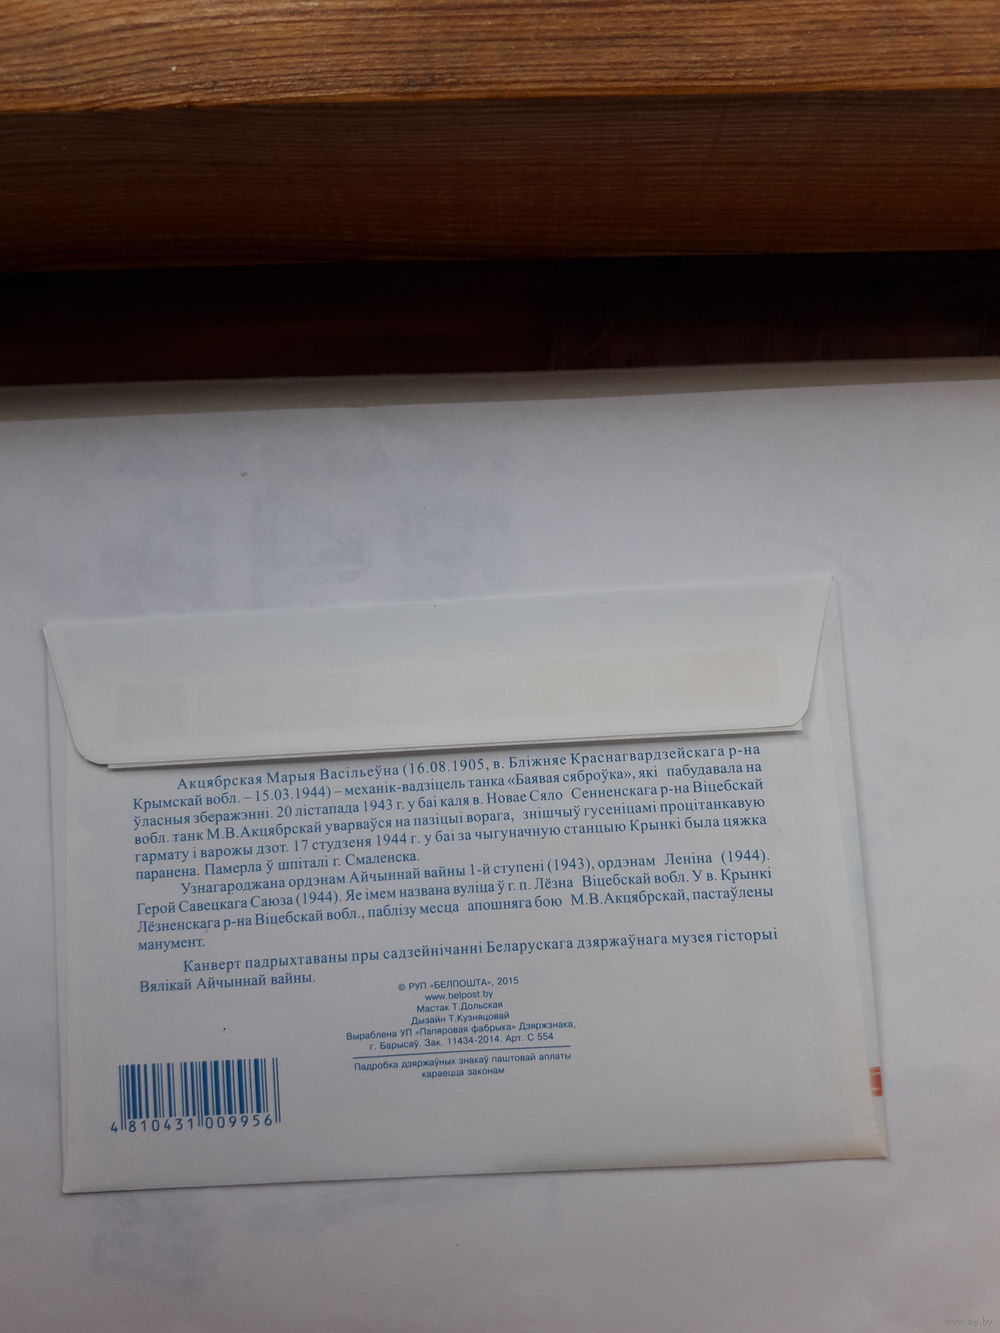 Акцябрская Марыя Васільеўна (16.08.1905, в. Бліжняе Краснагвардзейскага р-на
Крымскай вобл. – 15.03.1944) – механік-вадзіцель танка «Баявая сяброўка», які пабудавала на
ўласныя зберажэнні. 20 лістапада 1943 г. у баі каля в. Новае Сяло Сенненскага р-на Віцебскай
вобл. танк М.В.Акцябрскай уварваўся на пазіцыі ворага, знішчыў гусеніцамі процітанкавую
гармату і варожы дзот. 17 студзеня 1944 г. у баі за чыгуначную станцыю Крынкі была цяжка
паранена. Памерла ў шпіталі г. Смаленска.
Узнагароджана ордэнам Айчыннай вайны 1-й ступені (1943), ордэнам Леніна (1944).
Герой Савецкага Саюза (1944). Яе імем названа вуліца ў г. п. Лёзна Віцебскай вобл. У в. Крынкі
Лёзненскага р-на Віцебскай вобл., паблізу месца апошняга бою М.В.Акцябрскай, пастаўлены
манумент.
Канверт падрыхтаваны пры садзейнічанні Беларускага дзяржаўнага музея гісторыі
Вялікай Айчыннай вайны.
© РУП «БЕЛПОШТА», 2015
www.belpost.by
Мастак Т.Дольская
Дызайн Т.Кузняцовай
Выраблена УП «Паляровая фабрыка» Дзяржзнака,
г. Барысаў. Зак. 11434-2014. Арт. С 554
Падробка дзяржаўных знакаў паштовай аплаты
караецца законам
4 810431 009956
www.ay.by